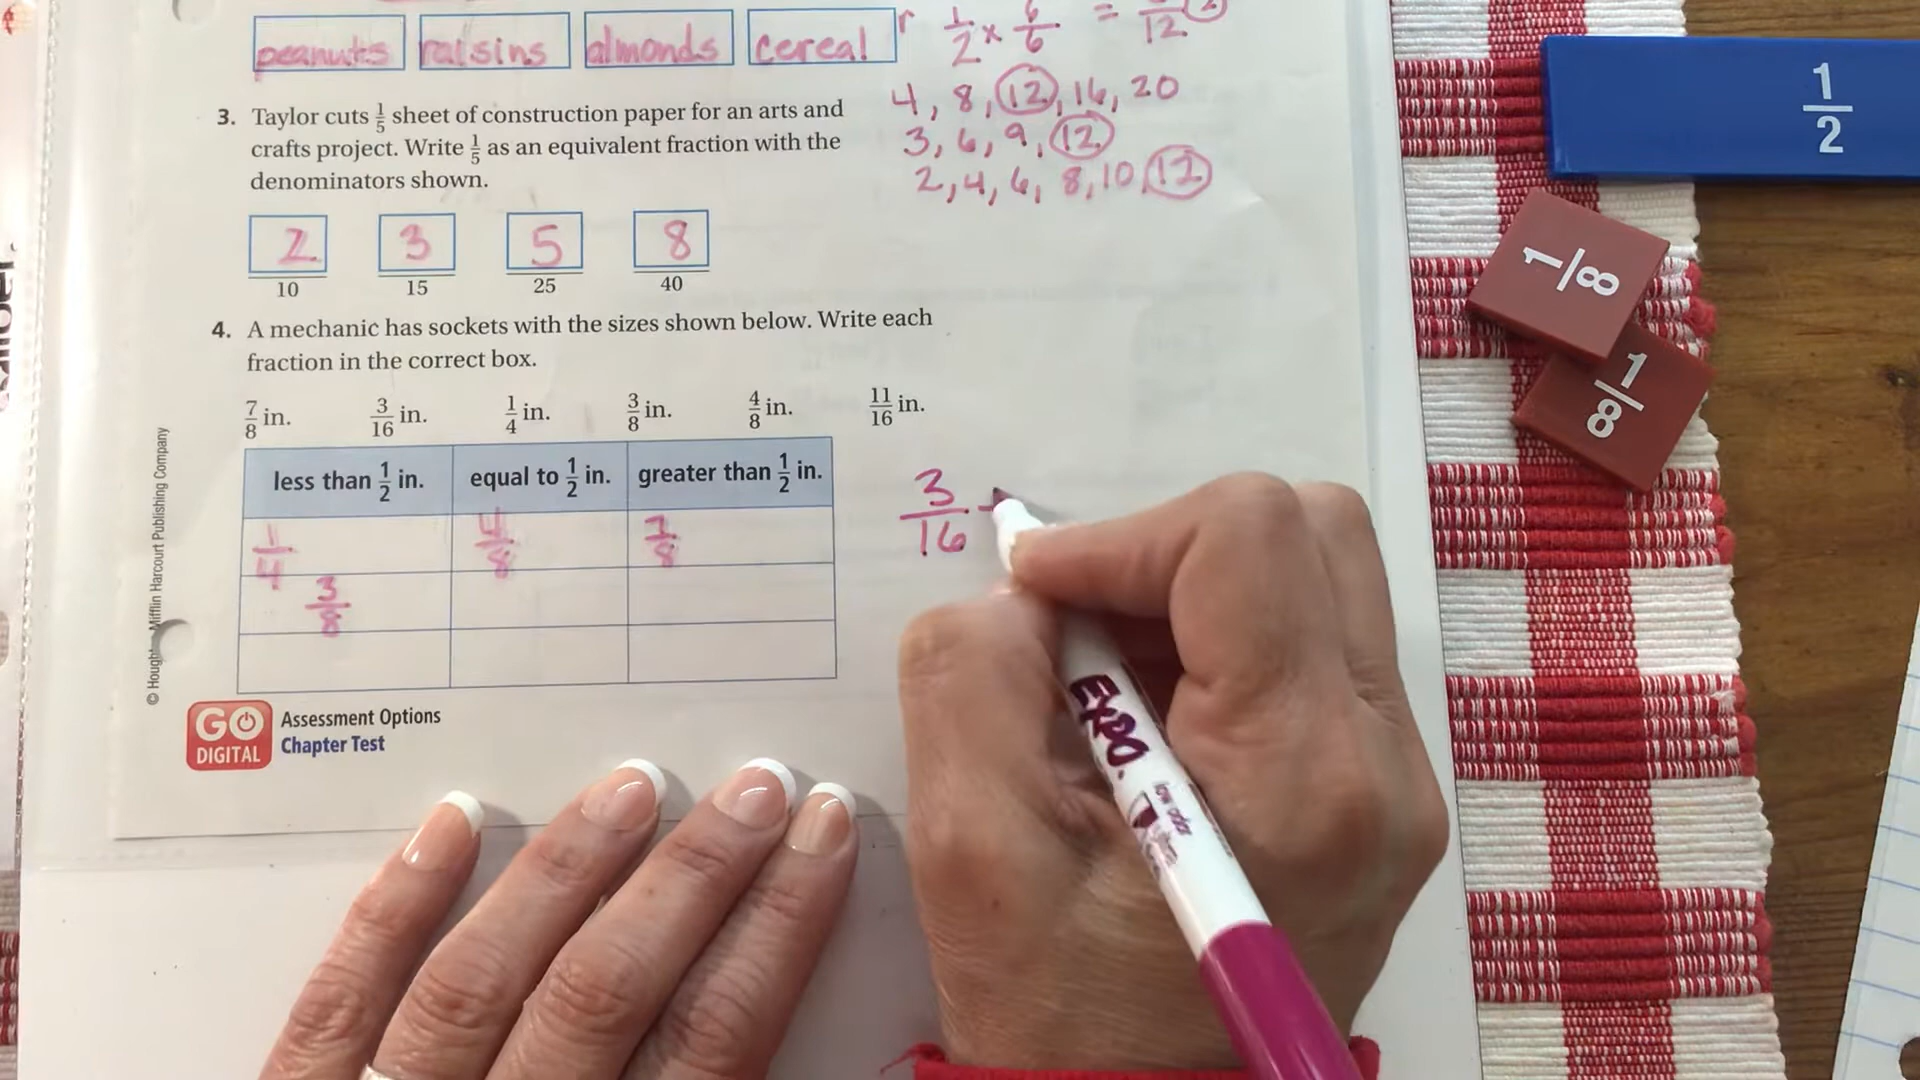 peanuts raisins almonds cereal
r 1/2 × 6/6 = /12
4, 8, 12, 16, 20
3, 6, 9, 12
2, 4, 6, 8, 10, 12
3. Taylor cuts 1/5 sheet of construction paper for an arts and
crafts project. Write 1/5 as an equivalent fraction with the
denominators shown.
2 3 5 8
10 15 25 40
4. A mechanic has sockets with the sizes shown below. Write each
fraction in the correct box.
7/8 in. 3/16 in. 1/4 in. 3/8 in. 4/8 in. 11/16 in.
less than 1/2 in. equal to 1/2 in. greater than 1/2 in.
1/4 4/8 7/8
3/8
3/16
GO
DIGITAL
Assessment Options
Chapter Test
Mifflin Harcourt Publishing Company
EXPO.
low odor
1/2
1/8
1/8